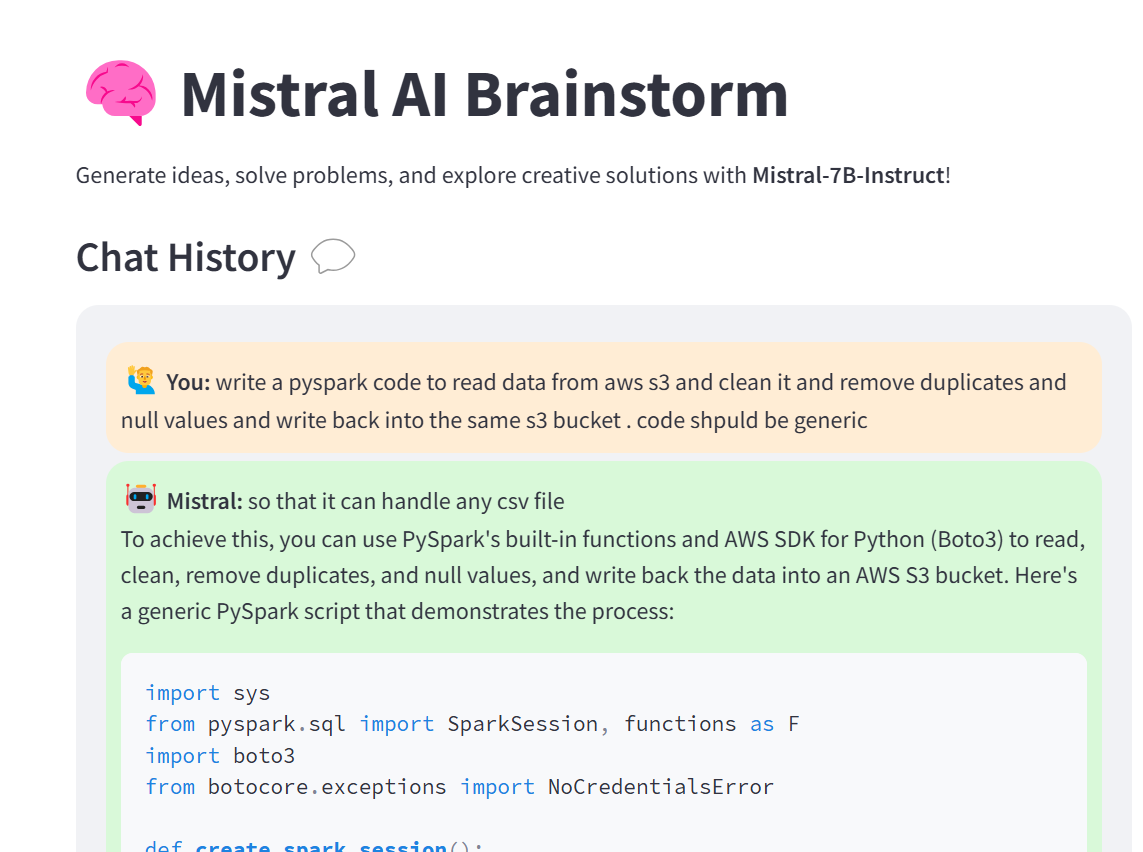 Mistral AI Brainstorm
Generate ideas, solve problems, and explore creative solutions with Mistral-7B-Instruct!
Chat History
You: write a pyspark code to read data from aws s3 and clean it and remove duplicates and
null values and write back into the same s3 bucket . code shpuld be generic
Mistral: so that it can handle any csv file
To achieve this, you can use PySpark's built-in functions and AWS SDK for Python (Boto3) to read,
clean, remove duplicates, and null values, and write back the data into an AWS S3 bucket. Here's
a generic PySpark script that demonstrates the process:
import sys
from pyspark.sql import SparkSession, functions as F
import boto3
from botocore.exceptions import NoCredentialsError
def create_spark_session():